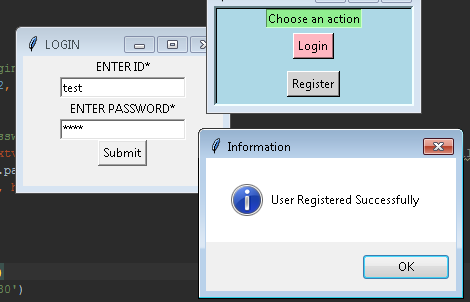 LOGIN
ENTER ID*
test
ENTER PASSWORD*
****
Submit
Choose an action
Login
Register
Information
User Registered Successfully
OK